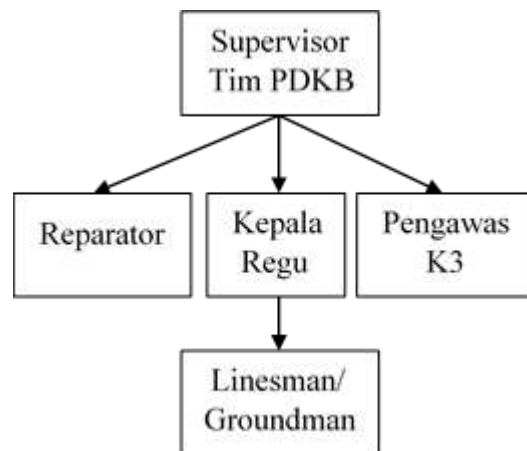 Supervisor
Tim PDKB
Reparator
Kepala
Regu
Pengawas
K3
Linesman/
Groundman